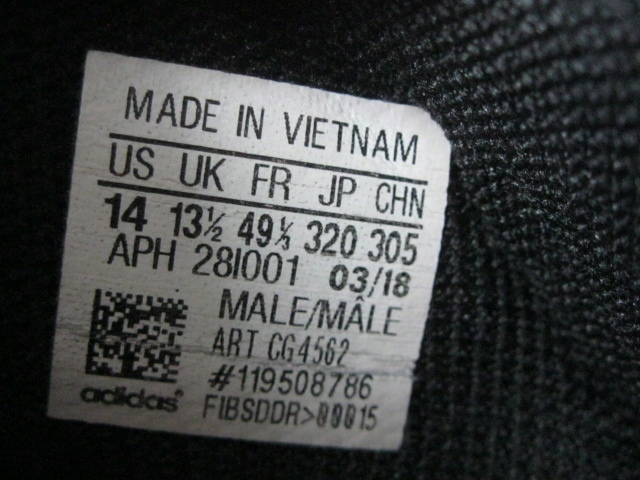 MADE IN VIETNAM
US UK FR JP CHN
14 13½ 49⅓ 320 305
APH 28I001 03/18
MALE/MÂLE
ART CG4562
#119508786
adidas® FIBSDDR>00015